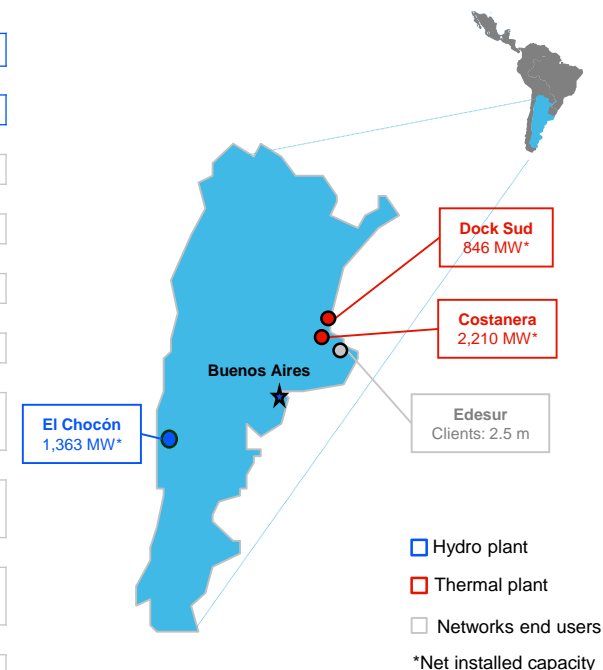 Dock Sud
846 MW*
Costanera
2,210 MW*
Buenos Aires
Edesur
Clients: 2.5 m
El Chocón
1,363 MW*
Hydro plant
Thermal plant
Networks end users
*Net installed capacity